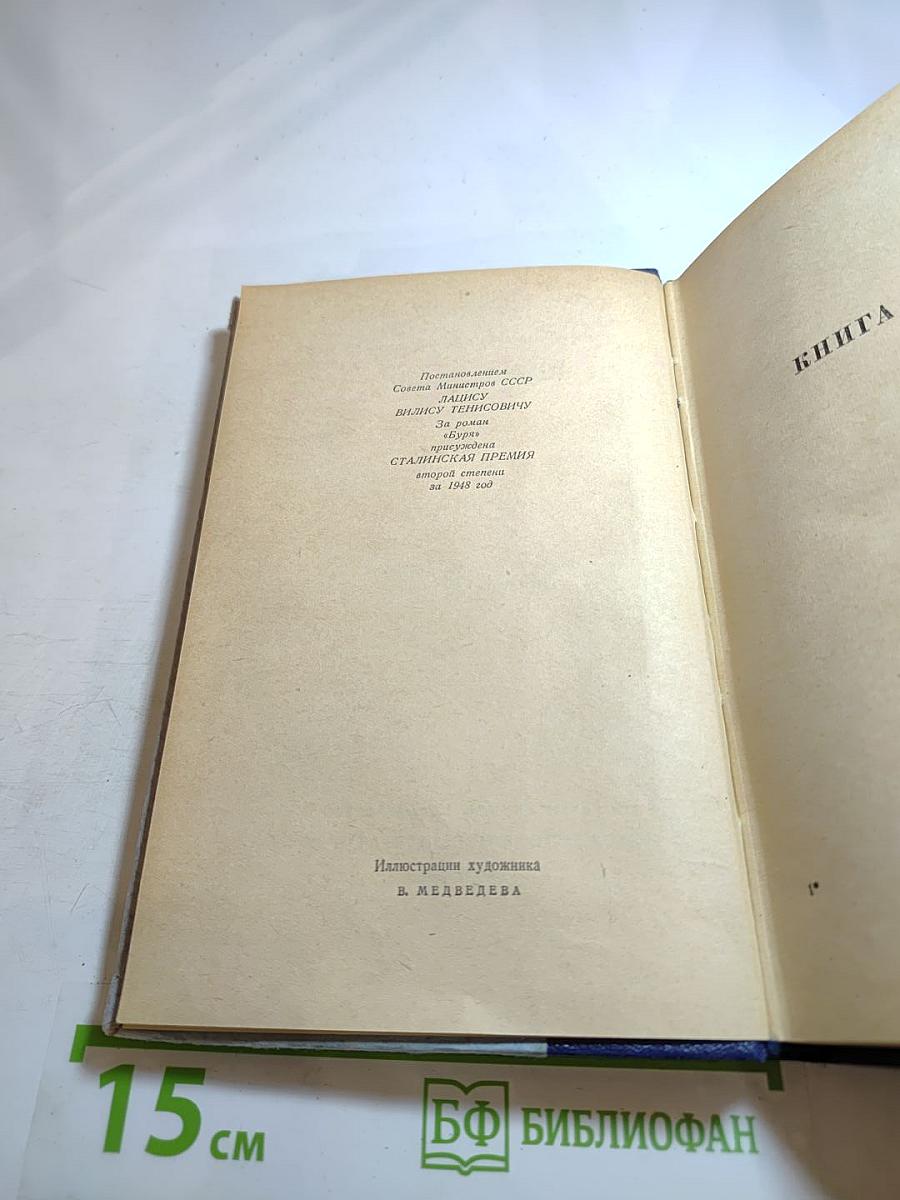 Постановлением
Совета Министров СССР
ЛАЦИСУ
ВИЛИСУ ТЕНИСОВИЧУ
За роман
«Буря»
присуждена
СТАЛИНСКАЯ ПРЕМИЯ
второй степени
за 1948 год
Иллюстрации художника
В. МЕДВЕДЕВА
КНИГА
1*
15 см
БФ БИБЛИОФАН